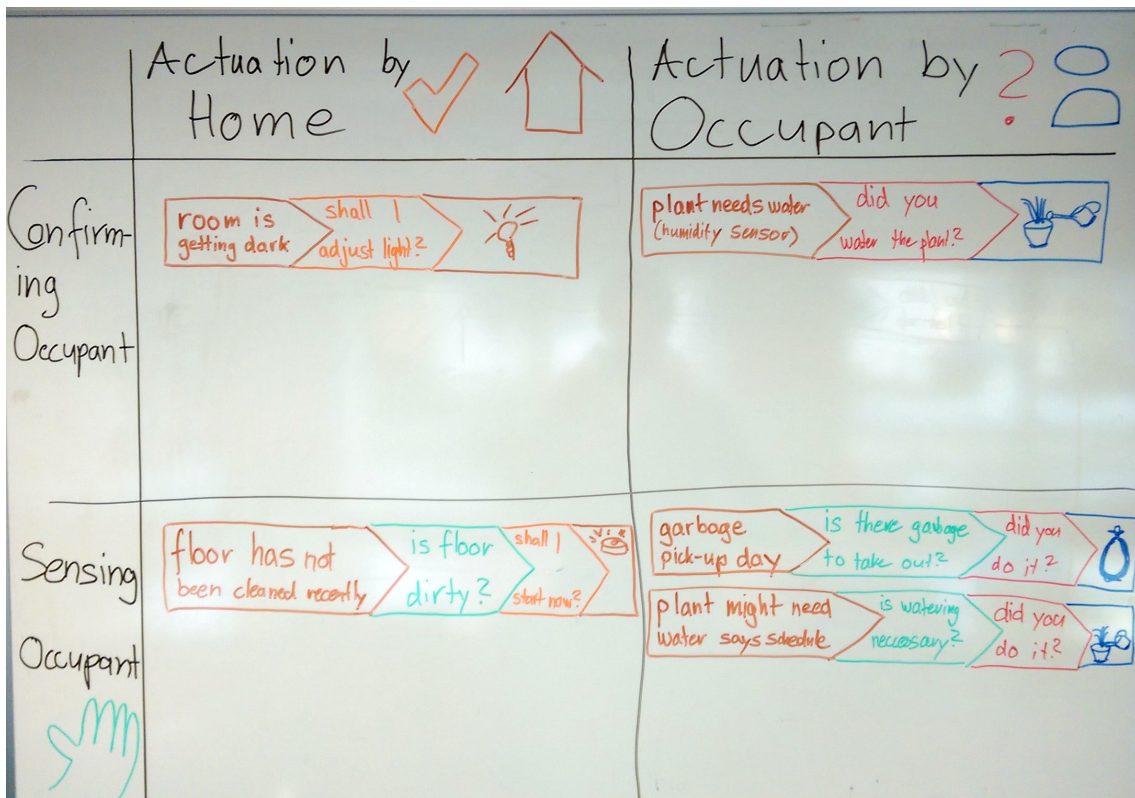 Actuation by
Home
Actuation by
Occupant
?
Confirm-
ing
Occupant
room is
getting dark
shall I
adjust light?
plant needs water
(humidity sensor)
did you
water the plant?
Sensing
Occupant
floor has not
been cleaned recently
is floor
dirty?
shall I
start now?
garbage
pick-up day
is there garbage
to take out?
did you
do it?
plant might need
water says schedule
is watering
neccessary?
did you
do it?